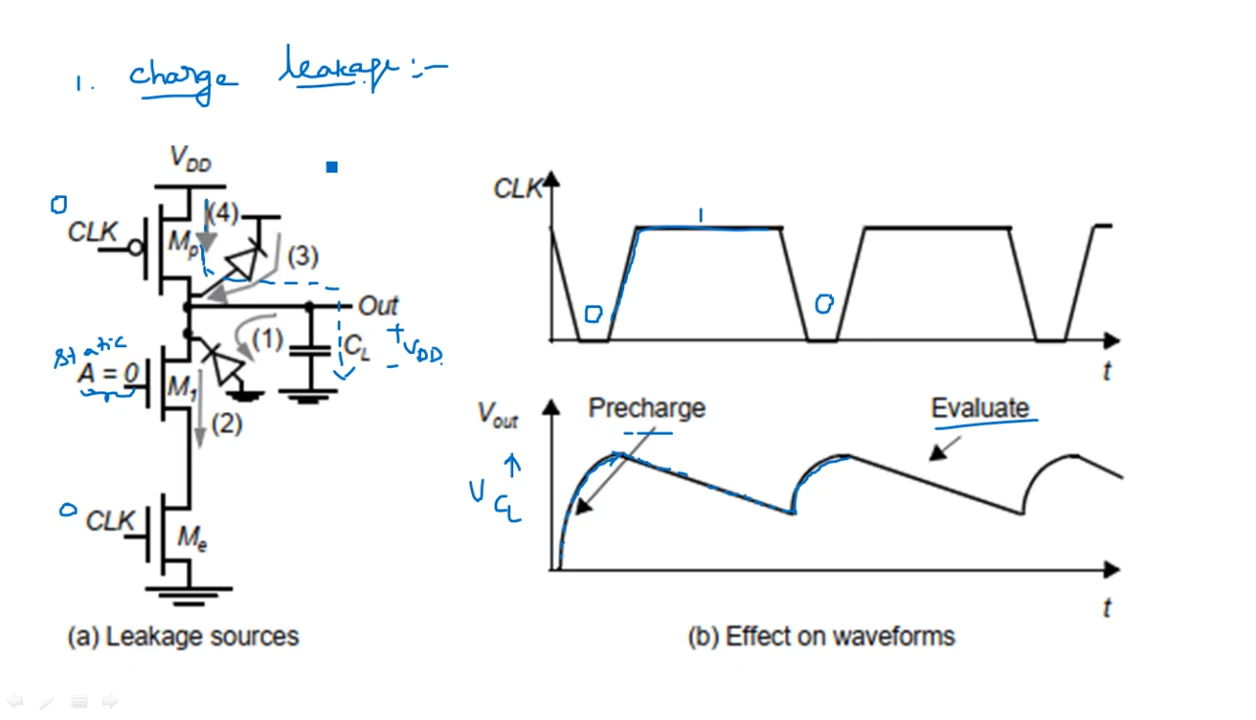 1. charge leakage :-
VDD
0
CLK
Mp
(4)
(3)
Out
(1)
CL
+
VDD
-
static
A = 0
M1
(2)
0
CLK
Me
(a) Leakage sources
CLK
1
0
0
t
Vout
Precharge
Evaluate
VCL
t
(b) Effect on waveforms